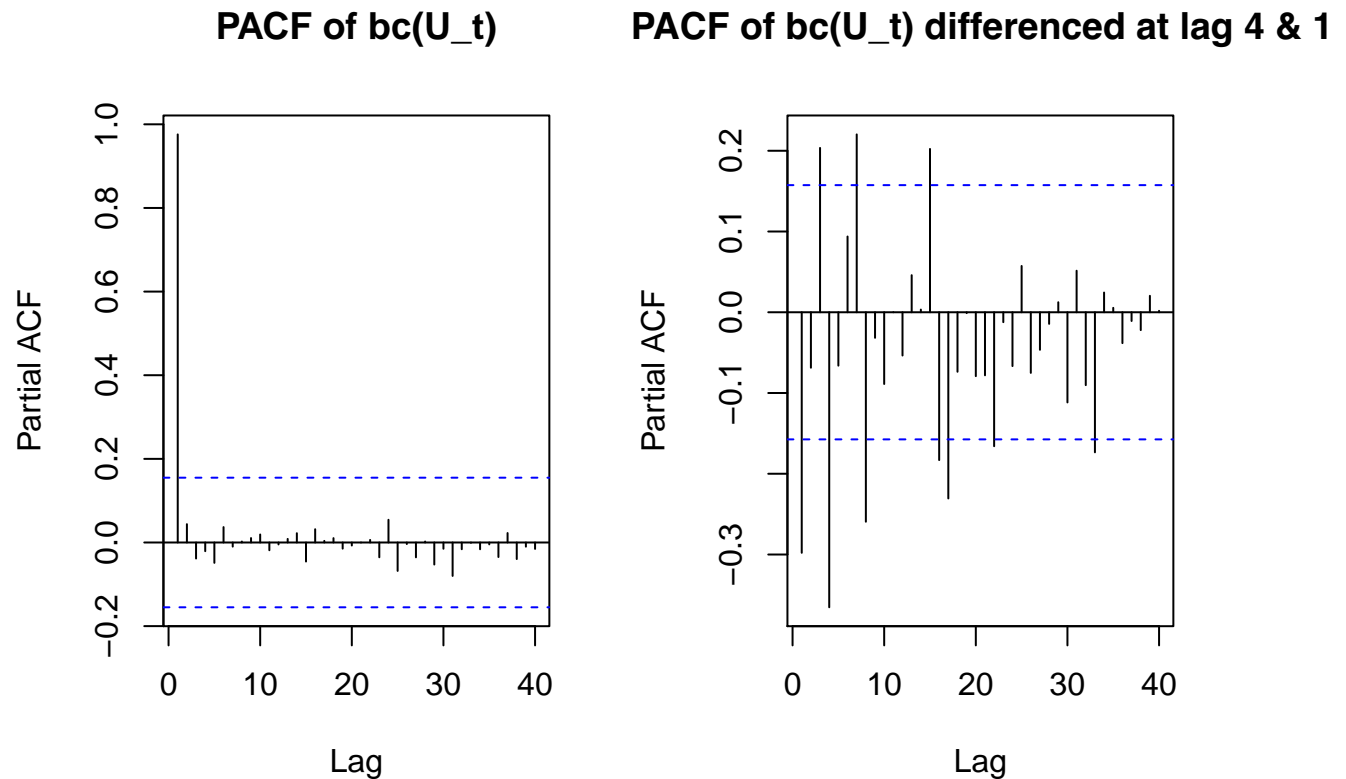 PACF of bc(U_t)
Partial ACF
1.0
0.8
0.6
0.4
0.2
0.0
−0.2
0 10 20 30 40
Lag
PACF of bc(U_t) differenced at lag 4 & 1
Partial ACF
0.2
0.1
0.0
−0.1
−0.3
0 10 20 30 40
Lag